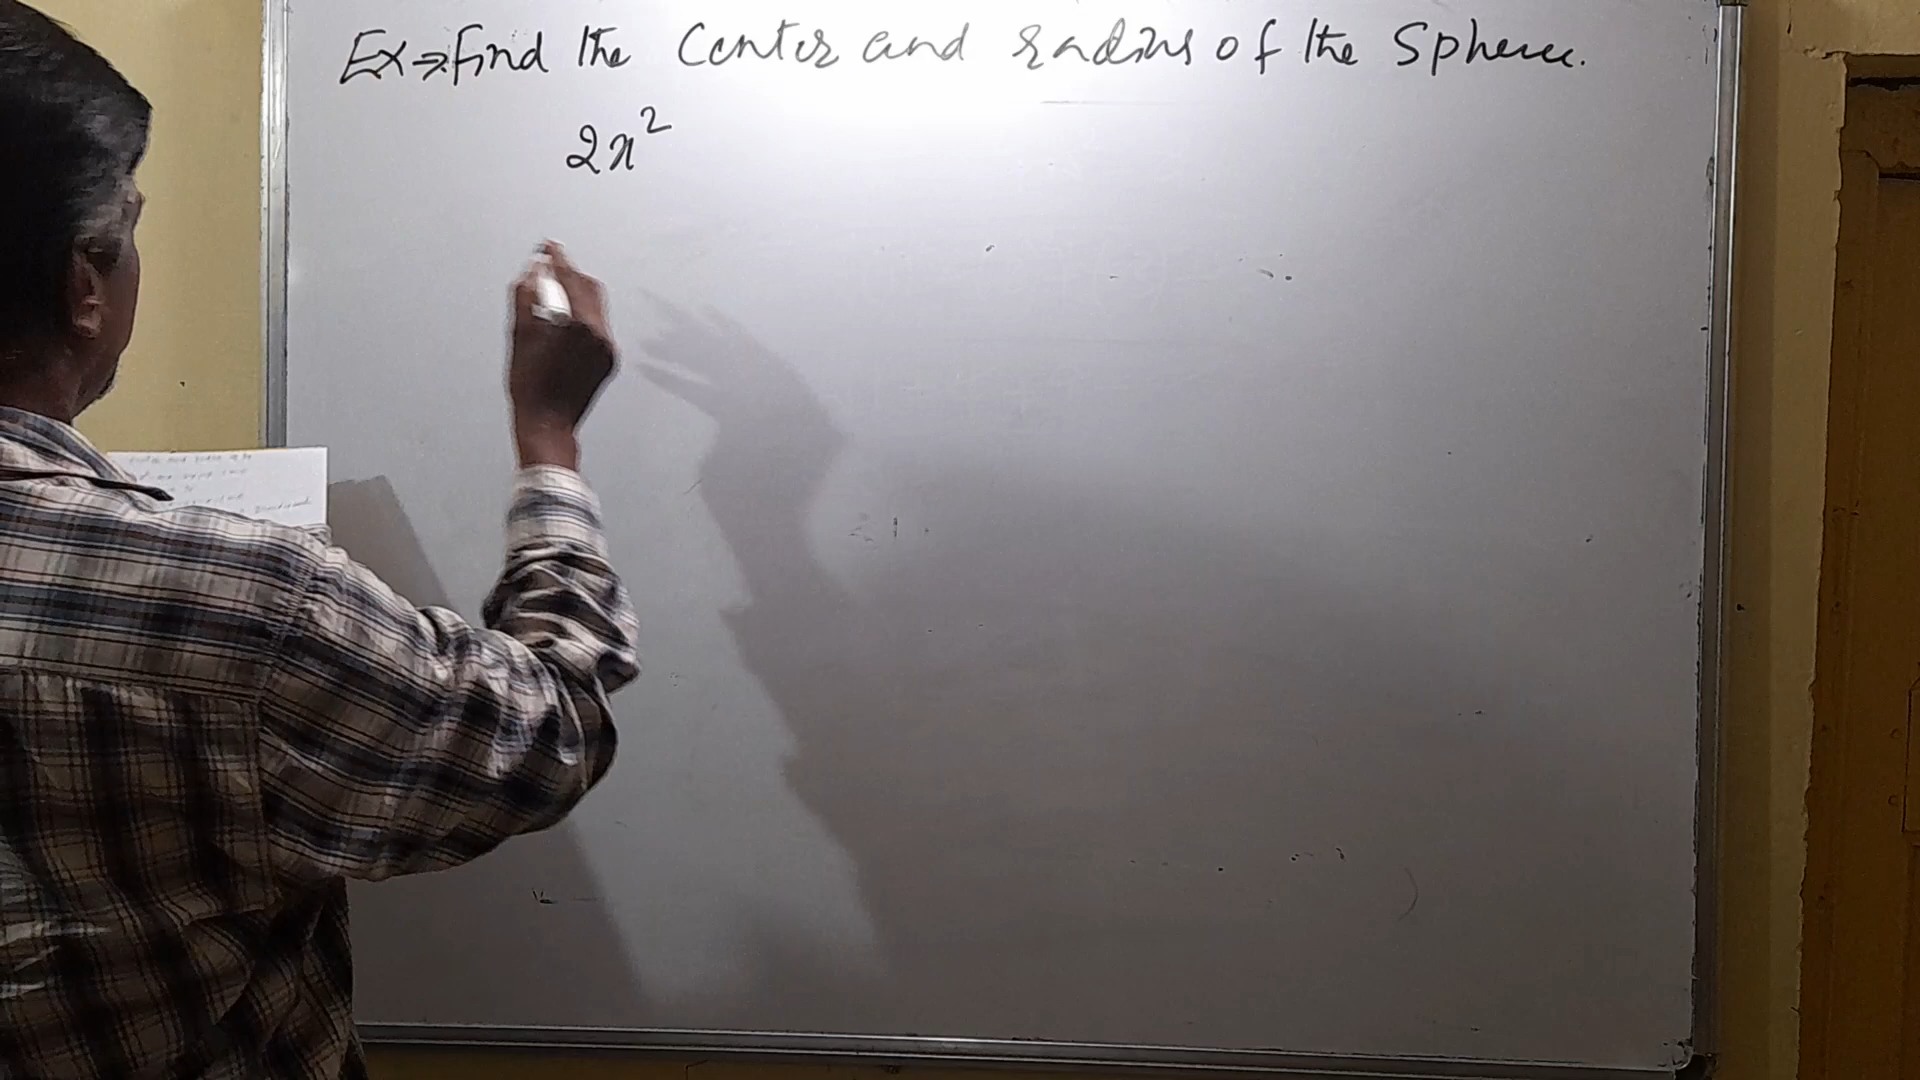 Ex⇒ Find the Center and radius of the Sphere.
2x²